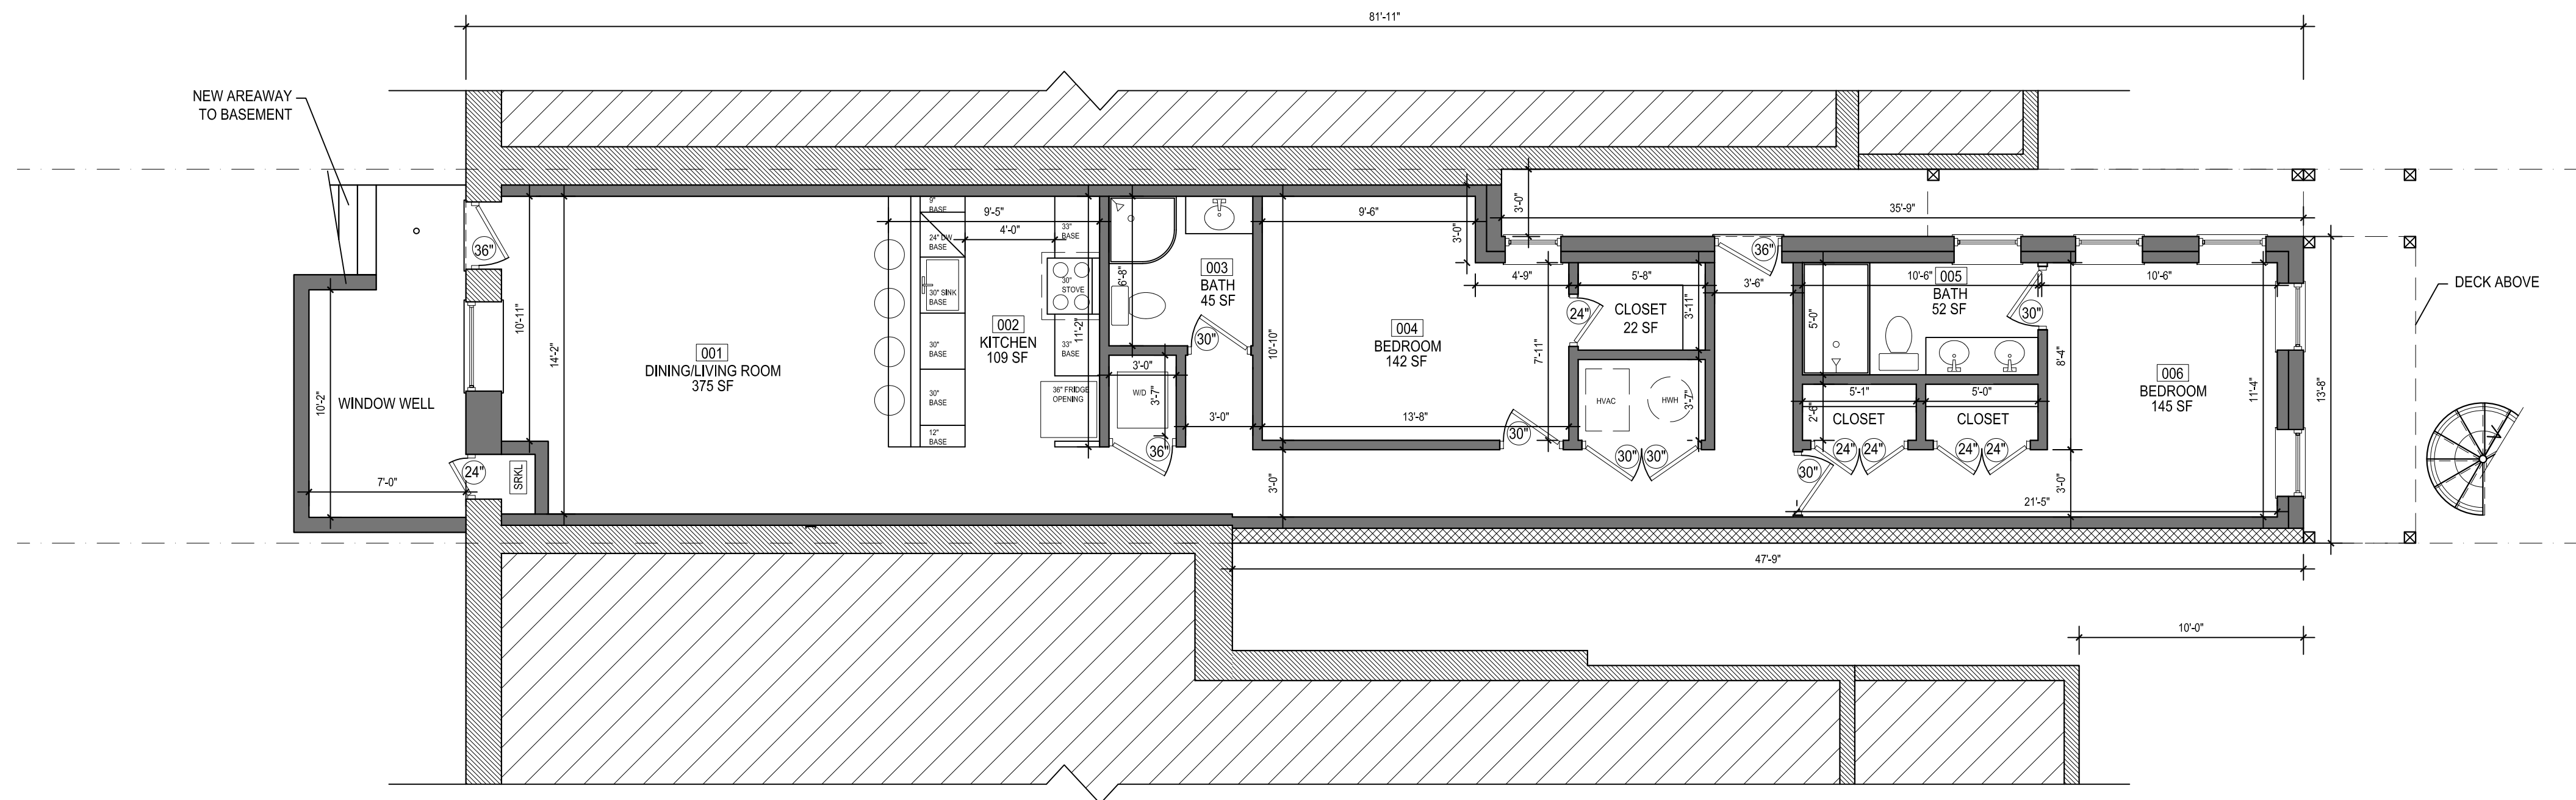 81'-11"
NEW AREAWAY
TO BASEMENT
3'-0"
35'-9"
36"
9"
BASE
9'-5"
4'-0"
33"
BASE
9'-6"
3'-0"
36"
24" DW
BASE
30"
STOVE
6'-8"
003
BATH
45 SF
4'-9"
5'-8"
3'-6"
10'-6"
005
BATH
52 SF
10'-6"
DECK ABOVE
30" SINK
BASE
24"
CLOSET
22 SF
3'-11"
30"
10'-11"
14'-2"
002
KITCHEN
109 SF
11'-2"
30"
10'-10"
004
BEDROOM
142 SF
7'-11"
5'-0"
8'-4"
001
DINING/LIVING ROOM
375 SF
30"
BASE
33"
BASE
3'-0"
006
BEDROOM
145 SF
11'-4"
13'-8"
10'-2"
WINDOW WELL
30"
BASE
36" FRIDGE
OPENING
W/D
3'-7"
HVAC
HWH
3'-7"
5'-1"
5'-0"
2'-6"
CLOSET
CLOSET
3'-0"
13'-8"
12"
BASE
36"
30"
30"
30"
24"
24"
24"
24"
7'-0"
24"
SRKL
3'-0"
30"
3'-0"
21'-5"
47'-9"
10'-0"